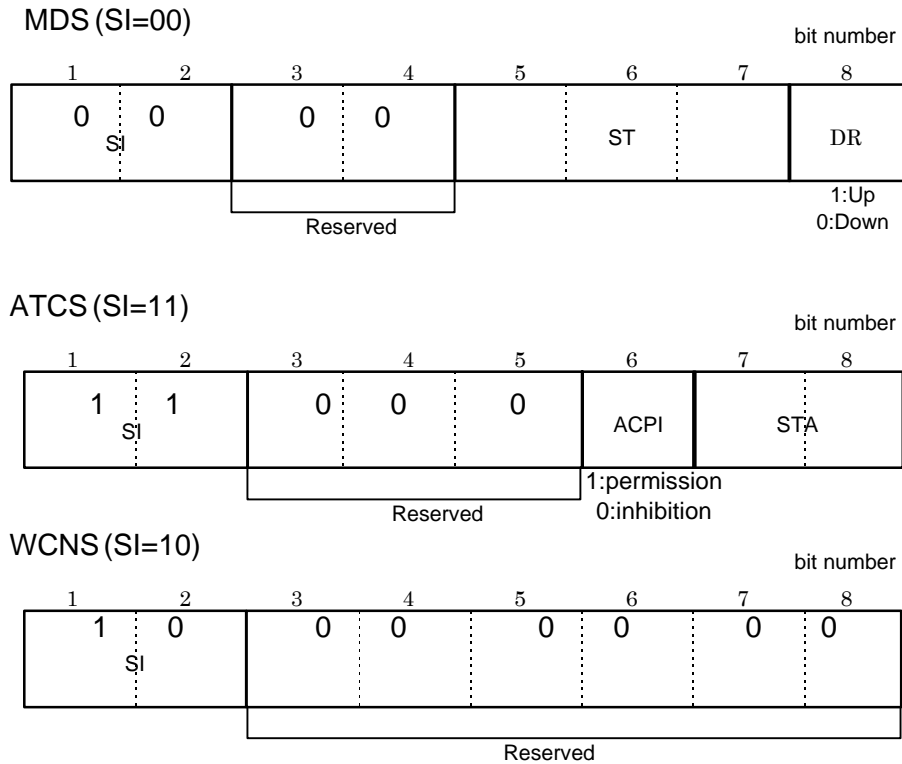 MDS (SI=00)
bit number
1 2 3 4 5 6 7 8
0 0 0 0
SI ST DR
Reserved
1:Up
0:Down
ATCS (SI=11)
bit number
1 2 3 4 5 6 7 8
1 1 0 0 0
SI ACPI STA
Reserved
1:permission
0:inhibition
WCNS (SI=10)
bit number
1 2 3 4 5 6 7 8
1 0 0 0 0 0 0 0
SI
Reserved